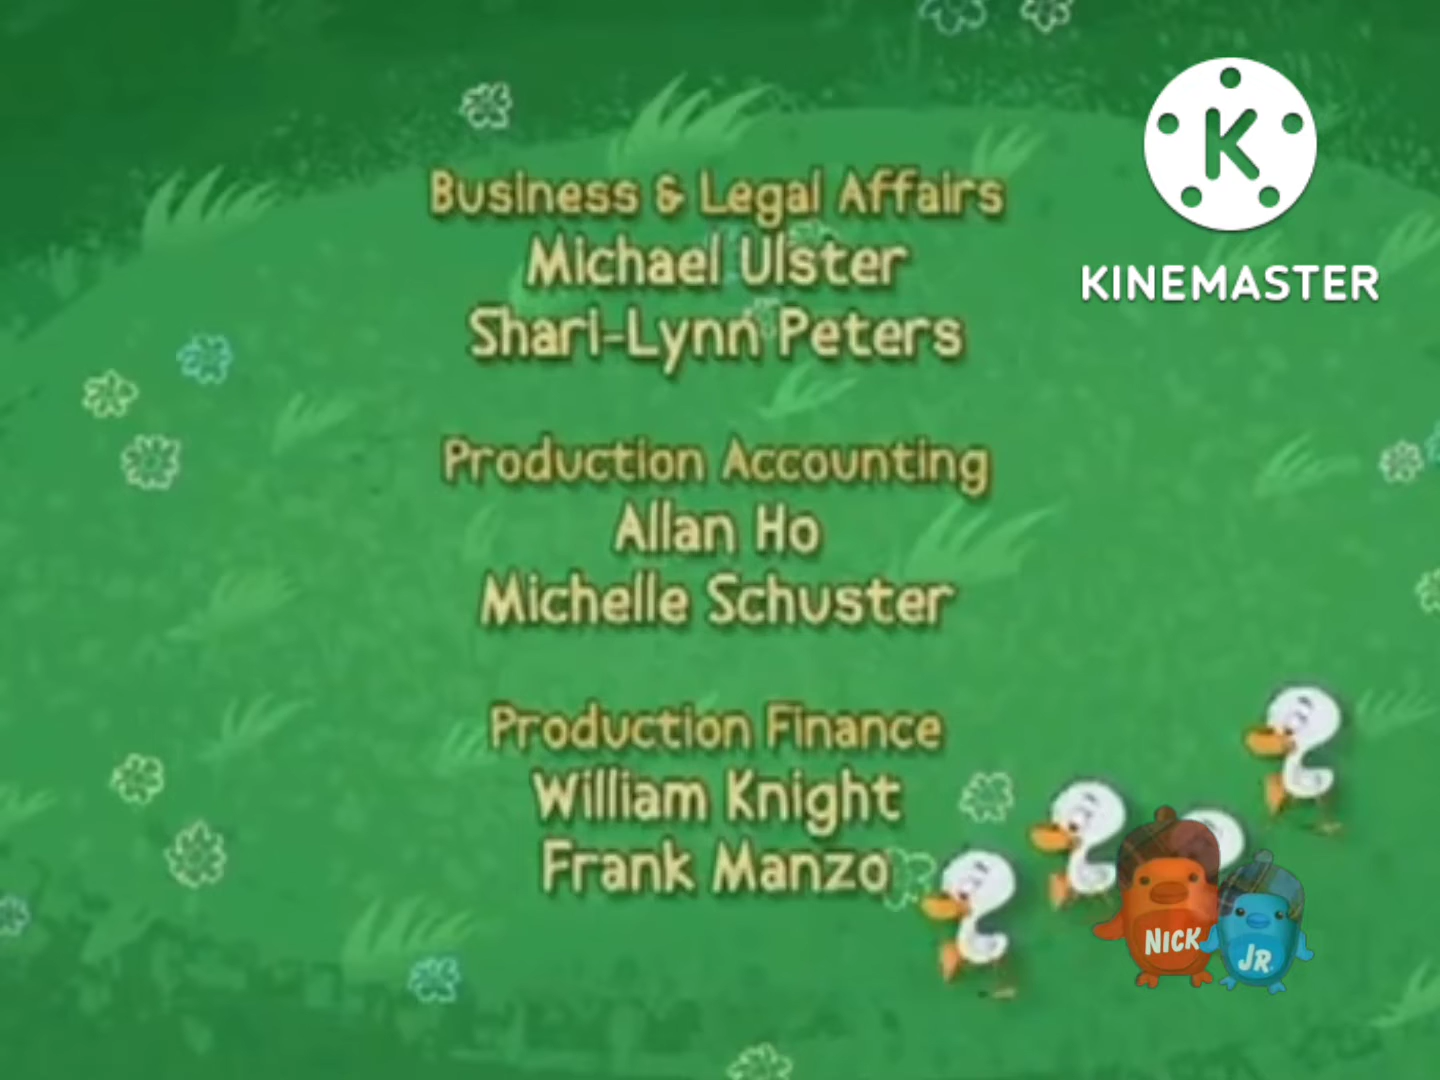 Business & Legal Affairs
Michael Ulster
Shari-Lynn Peters
K
KINEMASTER
Production Accounting
Allan Ho
Michelle Schuster
Production Finance
William Knight
Frank Manzo
NICK
JR.